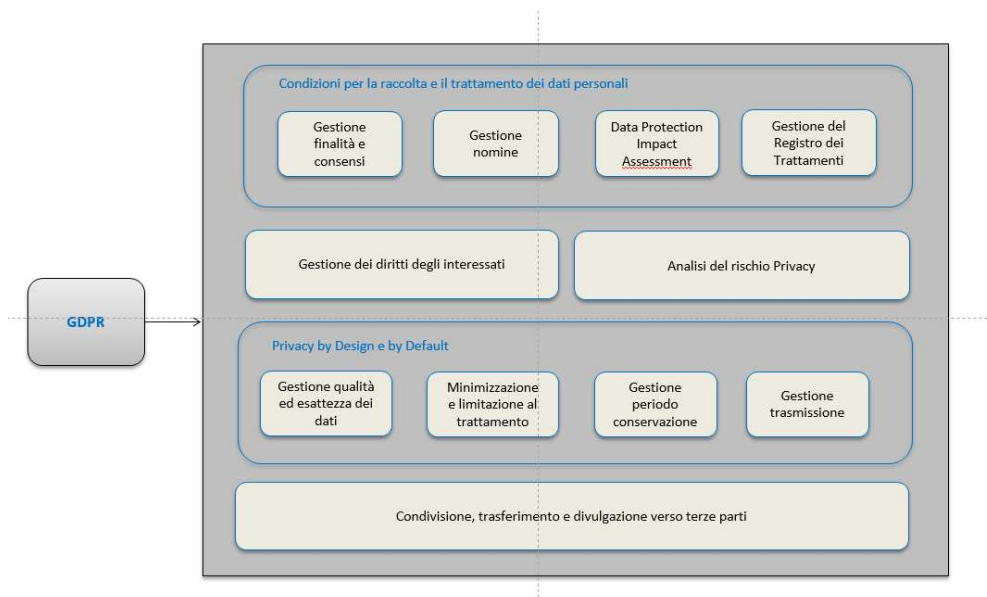 Condizioni per la raccolta e il trattamento dei dati personali
Gestione
finalità e
consensi
Gestione
nomine
Data Protection
Impact
Assessment
Gestione del
Registro dei
Trattamenti
Gestione dei diritti degli interessati
Analisi del rischio Privacy
GDPR
Privacy by Design e by Default
Gestione qualità
ed esattezza dei
dati
Minimizzazione
e limitazione al
trattamento
Gestione
periodo
conservazione
Gestione
trasmissione
Condivisione, trasferimento e divulgazione verso terze parti